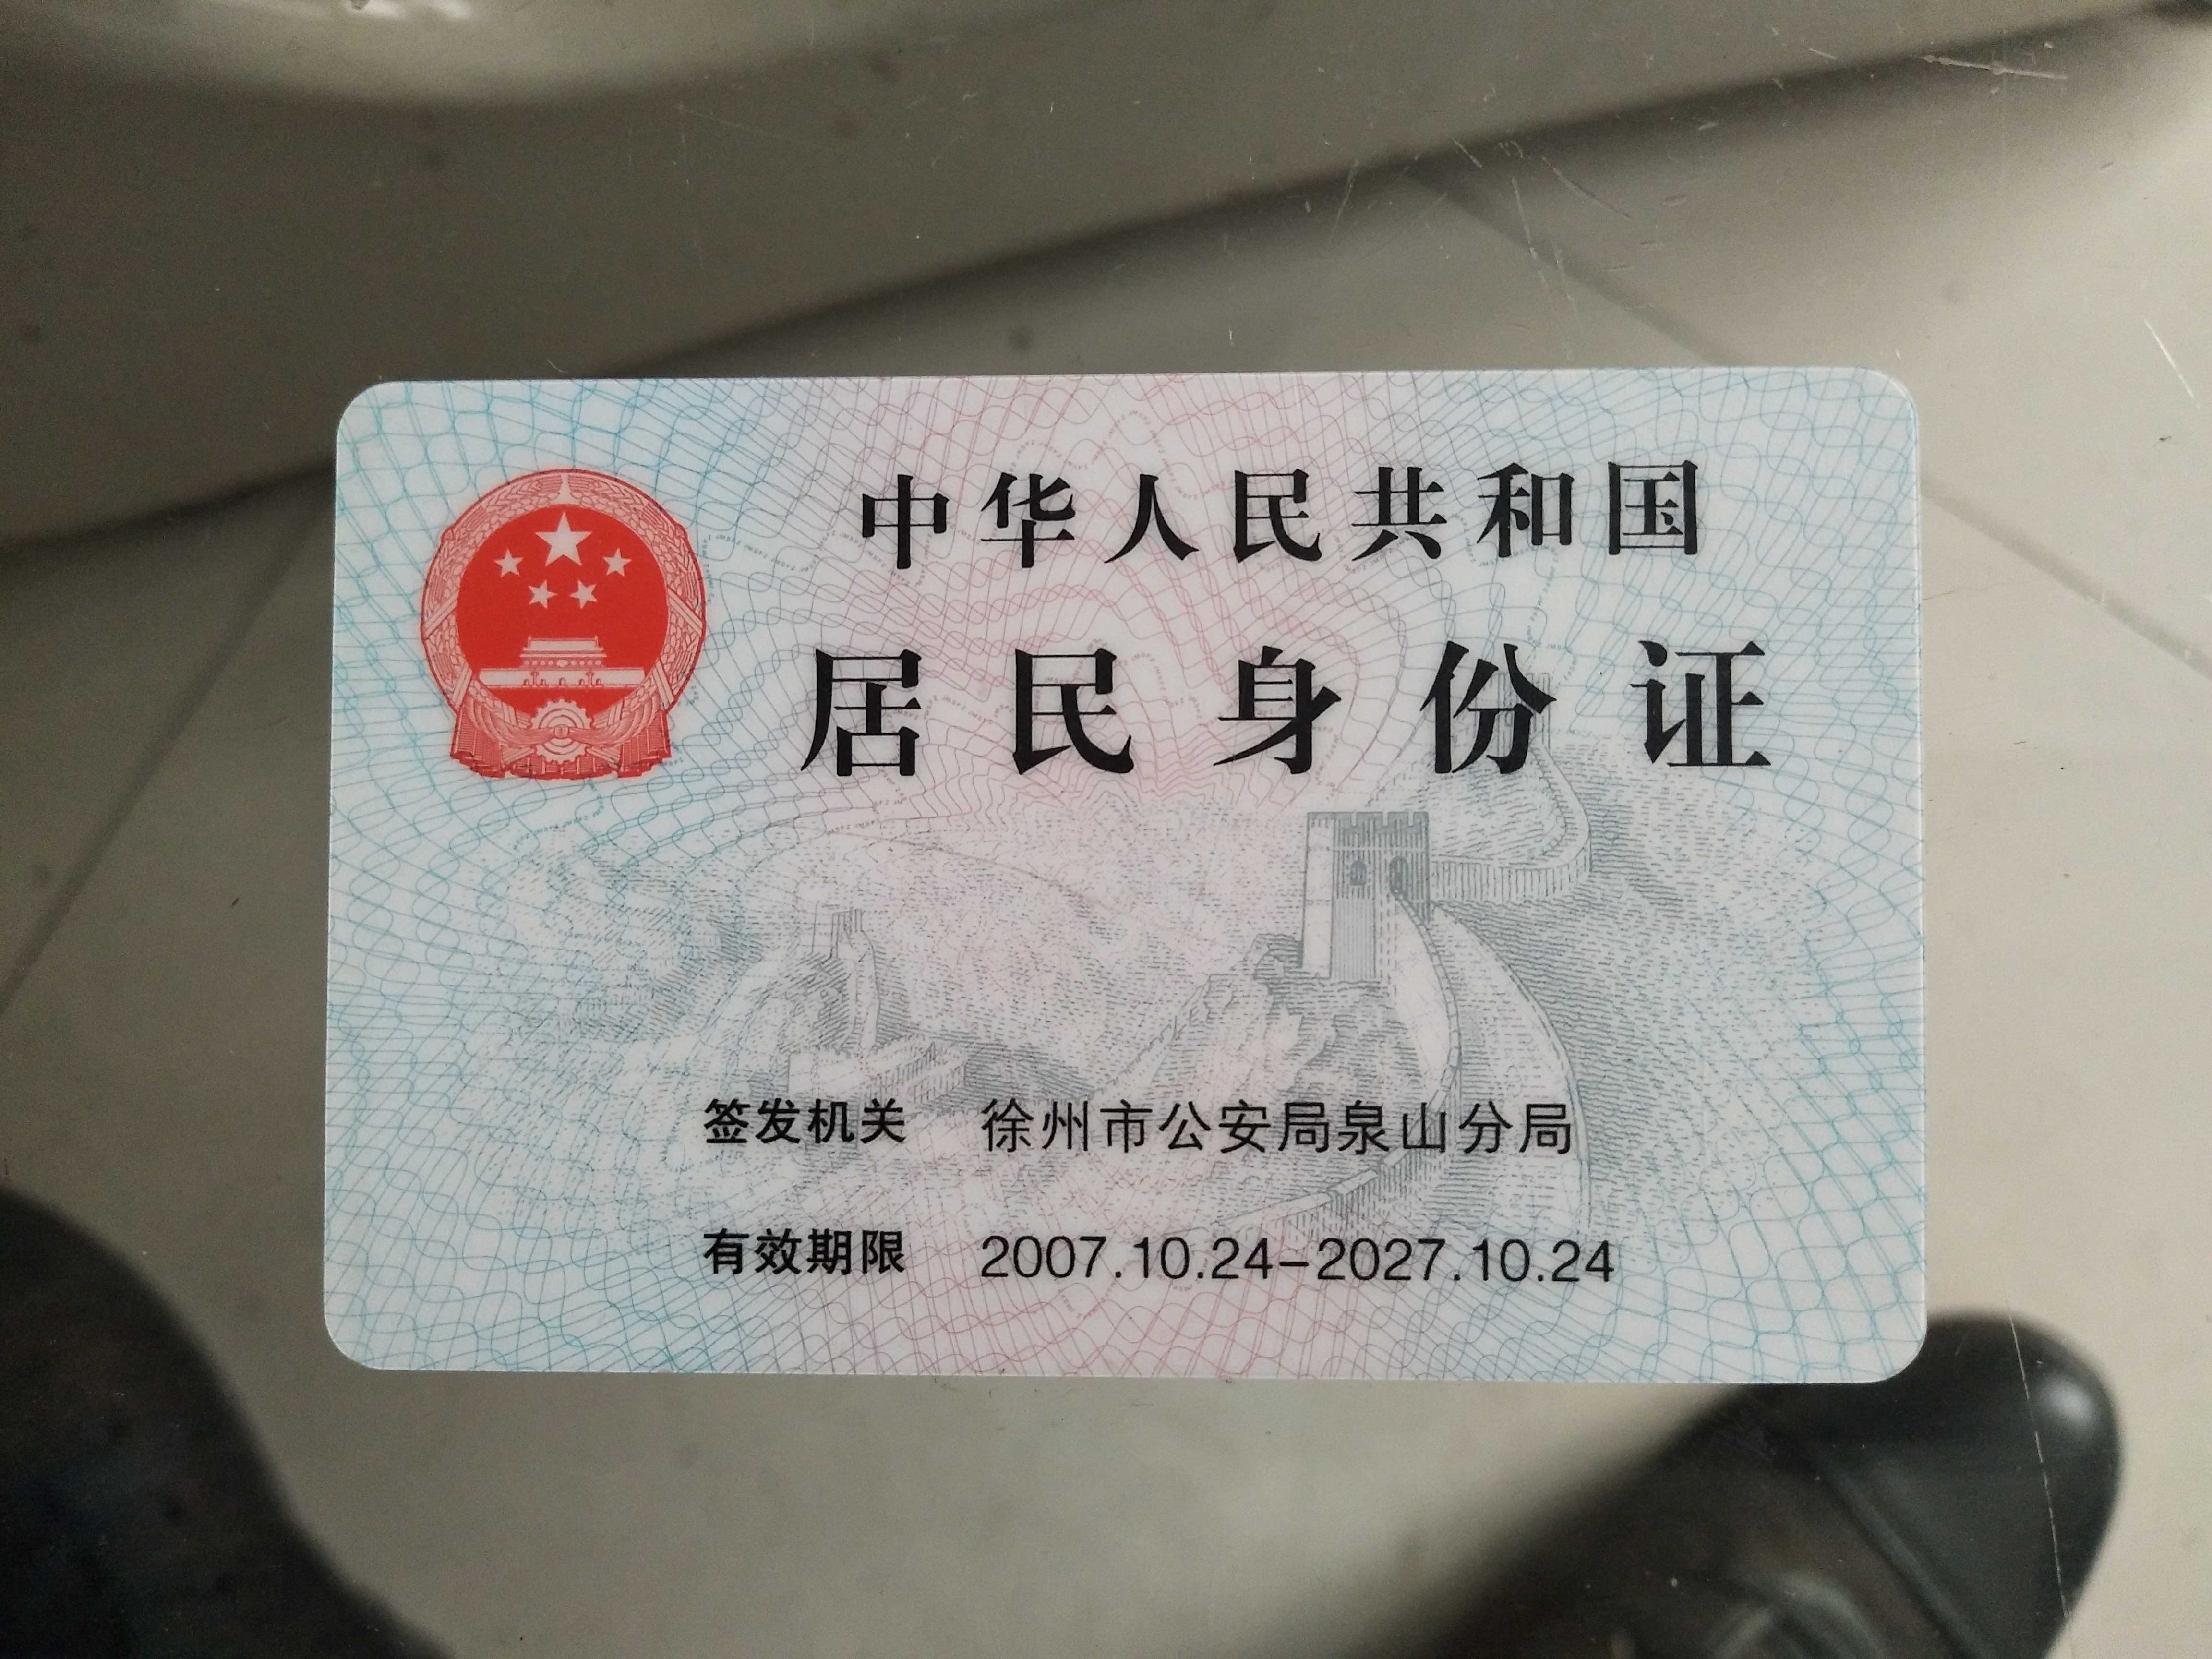 中华人民共和国
居民身份证
签发机关 徐州市公安局泉山分局
有效期限 2007.10.24-2027.10.24